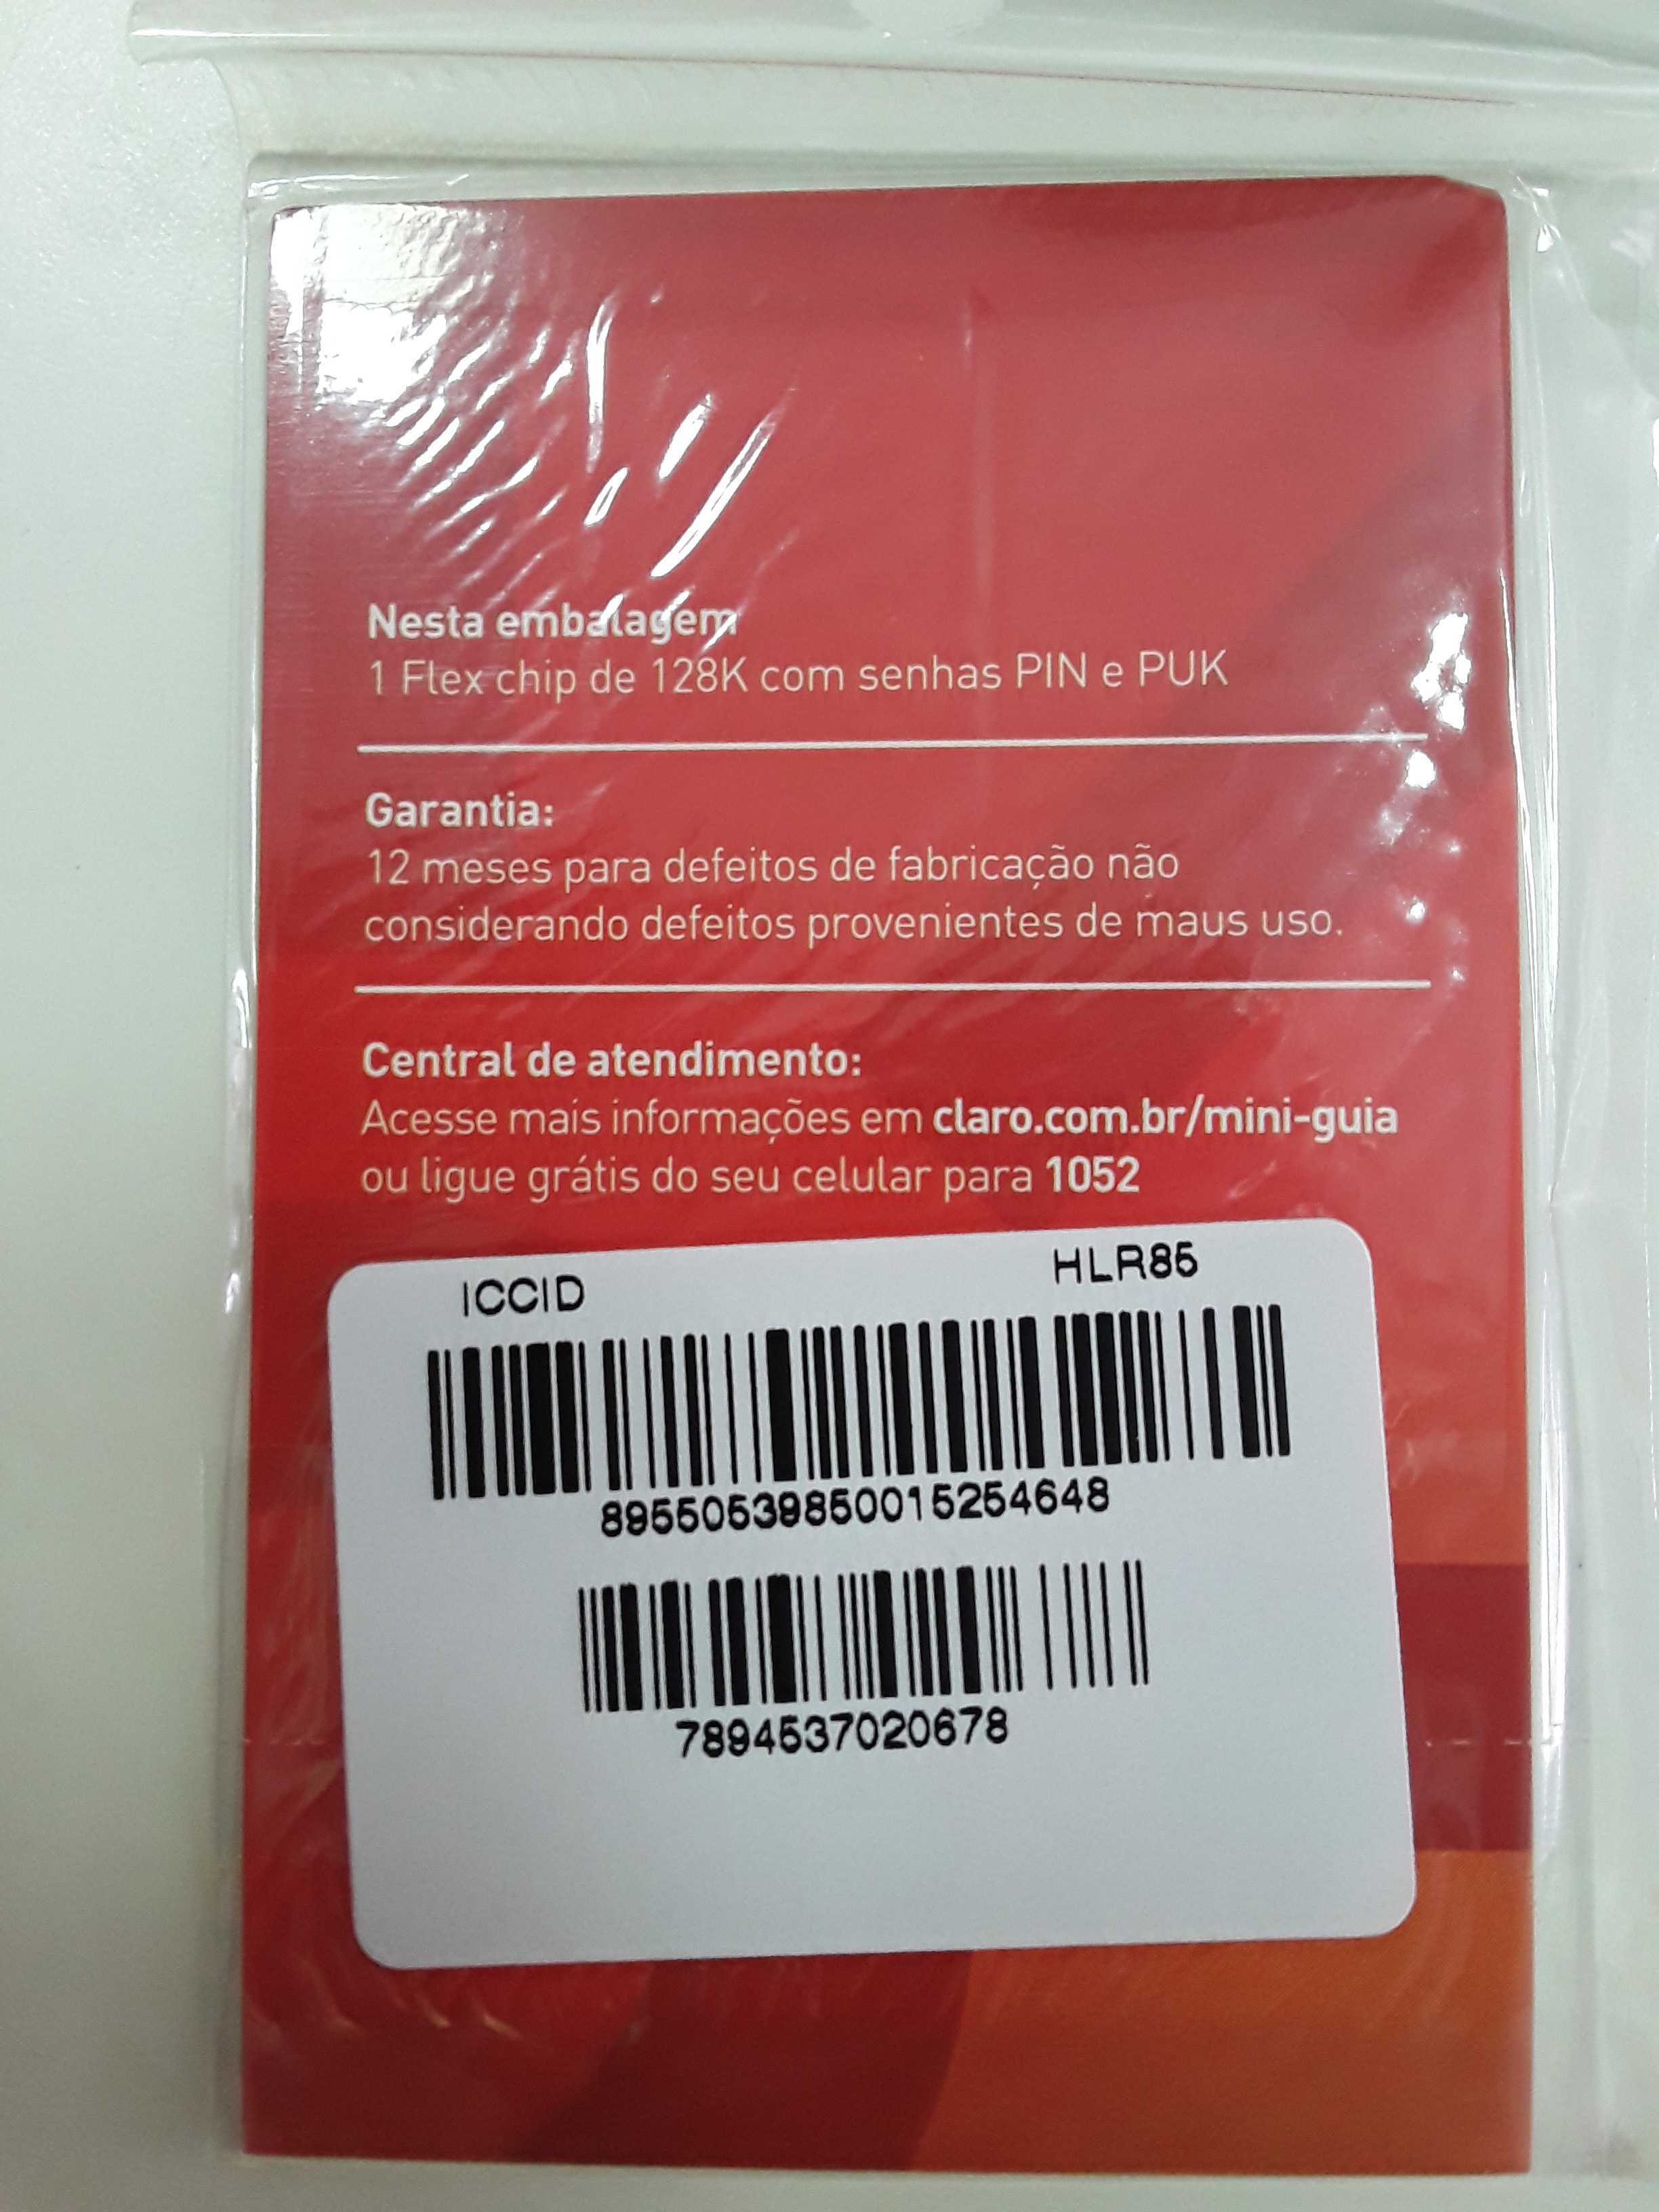 Nesta embalagem
1 Flex chip de 128K com senhas PIN e PUK
Garantia:
12 meses para defeitos de fabricação não
considerando defeitos provenientes de maus uso.
Central de atendimento:
Acesse mais informações em claro.com.br/mini-guia
ou ligue grátis do seu celular para 1052
ICCID HLR85
89550539850015254648
7894537020678